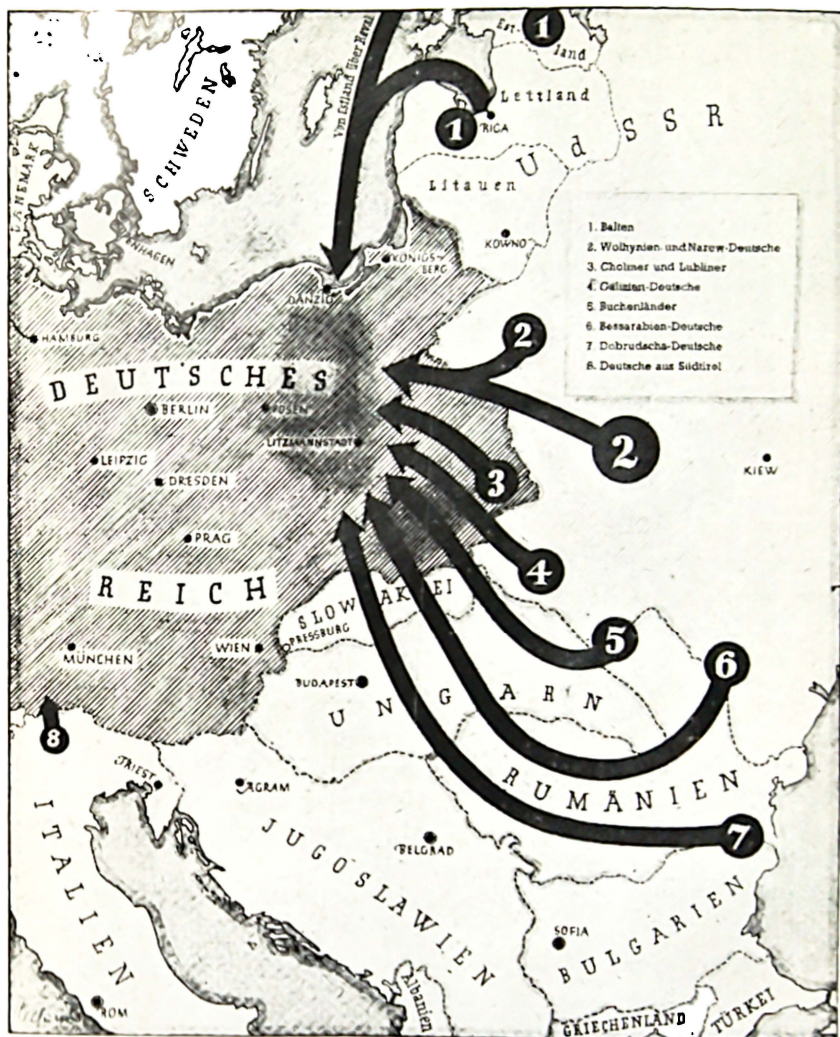 1
Est-
land
Von Estland über Reval
Lettland
1
RIGA
UdSSR
SCHWEDEN
DÄNEMARK
Litauen
KOWNO
ENHAGEN
KÖNIGS-
BERG
DANZIG
1. Balten
2. Wolhynien- und Narew-Deutsche
3. Cholmer und Lubliner
4. Galizien-Deutsche
5. Buchenländer
6. Bessarabien-Deutsche
7. Dobrudscha-Deutsche
8. Deutsche aus Südtirol
HAMBURG
2
DEUTSCHES
BERLIN
POSEN
LITZMANNSTADT
2
LEIPZIG
KIEW
DRESDEN
3
PRAG
4
REICH
SLOWAKEI
PRESSBURG
MÜNCHEN
WIEN
5
6
BUDAPEST
UNGARN
8
TRIEST
AGRAM
RUMÄNIEN
ITALIEN
JUGOSLAWIEN
BELGRAD
7
SOFIA
BULGARIEN
ROM
Albanien
GRIECHENLAND
TÜRKEI